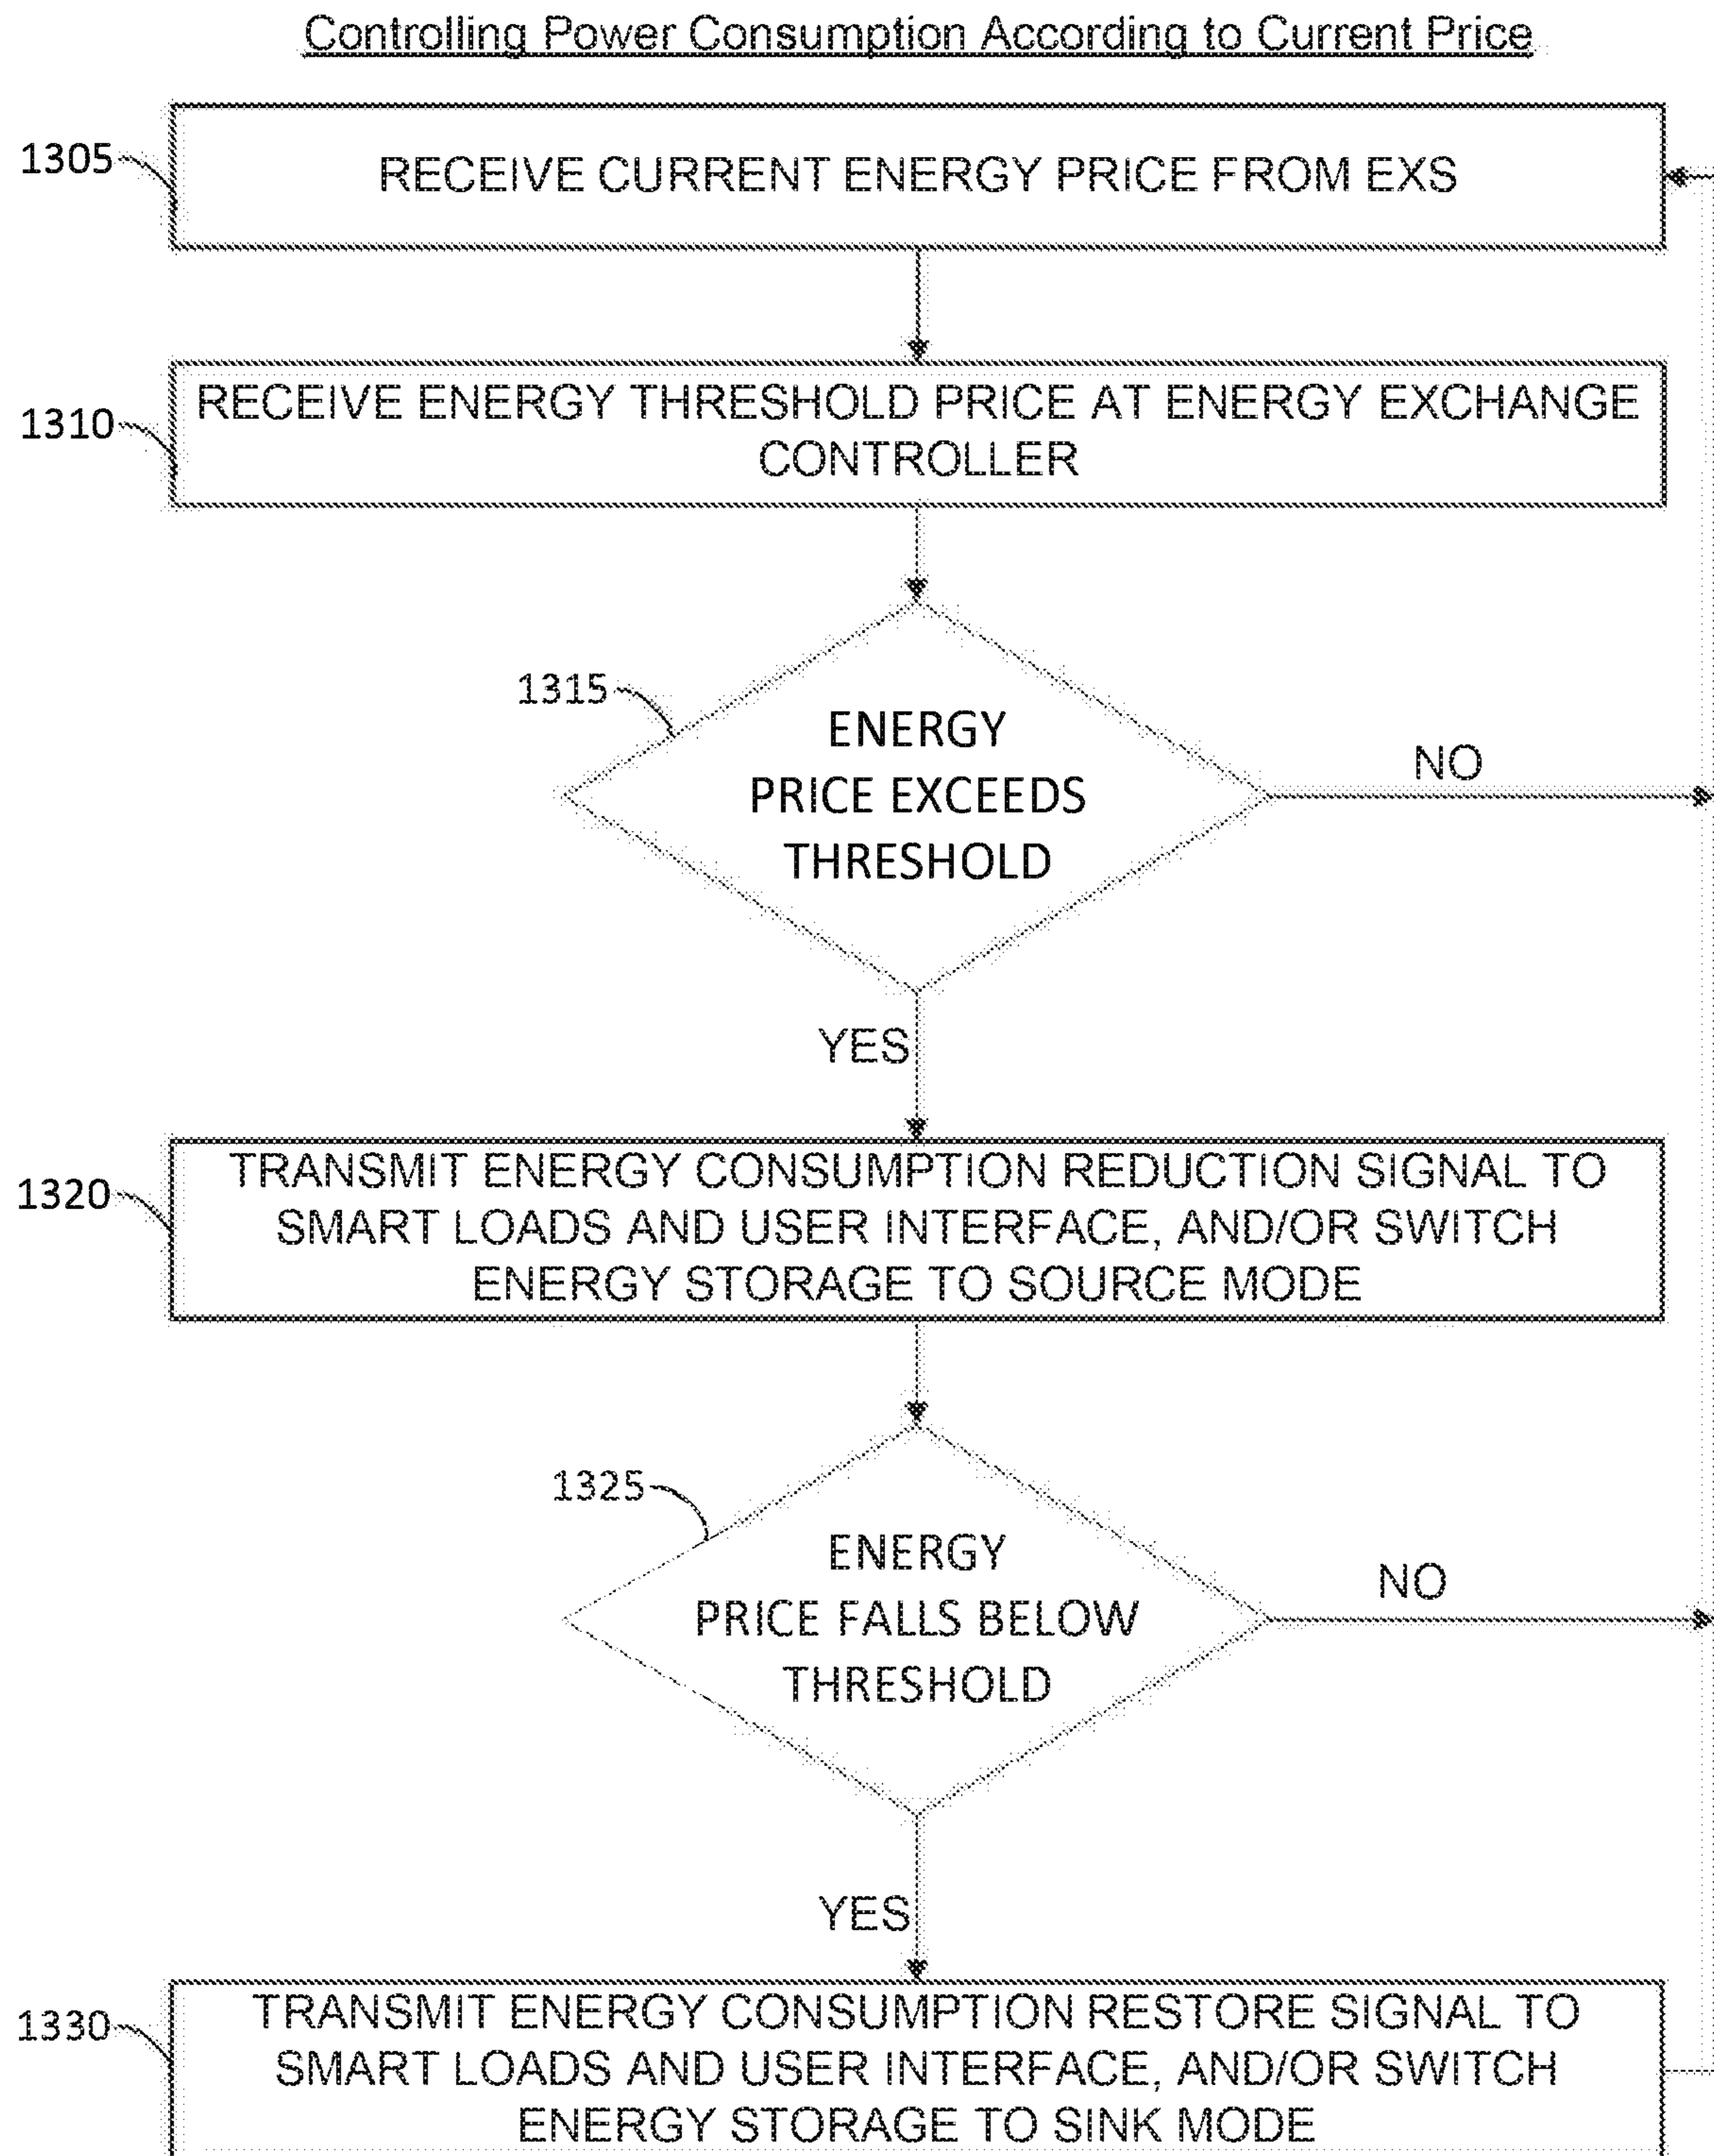 Controlling Power Consumption According to Current Price
1305
RECEIVE CURRENT ENERGY PRICE FROM EXS
1310
RECEIVE ENERGY THRESHOLD PRICE AT ENERGY EXCHANGE
CONTROLLER
1315
ENERGY
PRICE EXCEEDS
THRESHOLD
NO
YES
1320
TRANSMIT ENERGY CONSUMPTION REDUCTION SIGNAL TO
SMART LOADS AND USER INTERFACE, AND/OR SWITCH
ENERGY STORAGE TO SOURCE MODE
1325
ENERGY
PRICE FALLS BELOW
THRESHOLD
NO
YES
1330
TRANSMIT ENERGY CONSUMPTION RESTORE SIGNAL TO
SMART LOADS AND USER INTERFACE, AND/OR SWITCH
ENERGY STORAGE TO SINK MODE